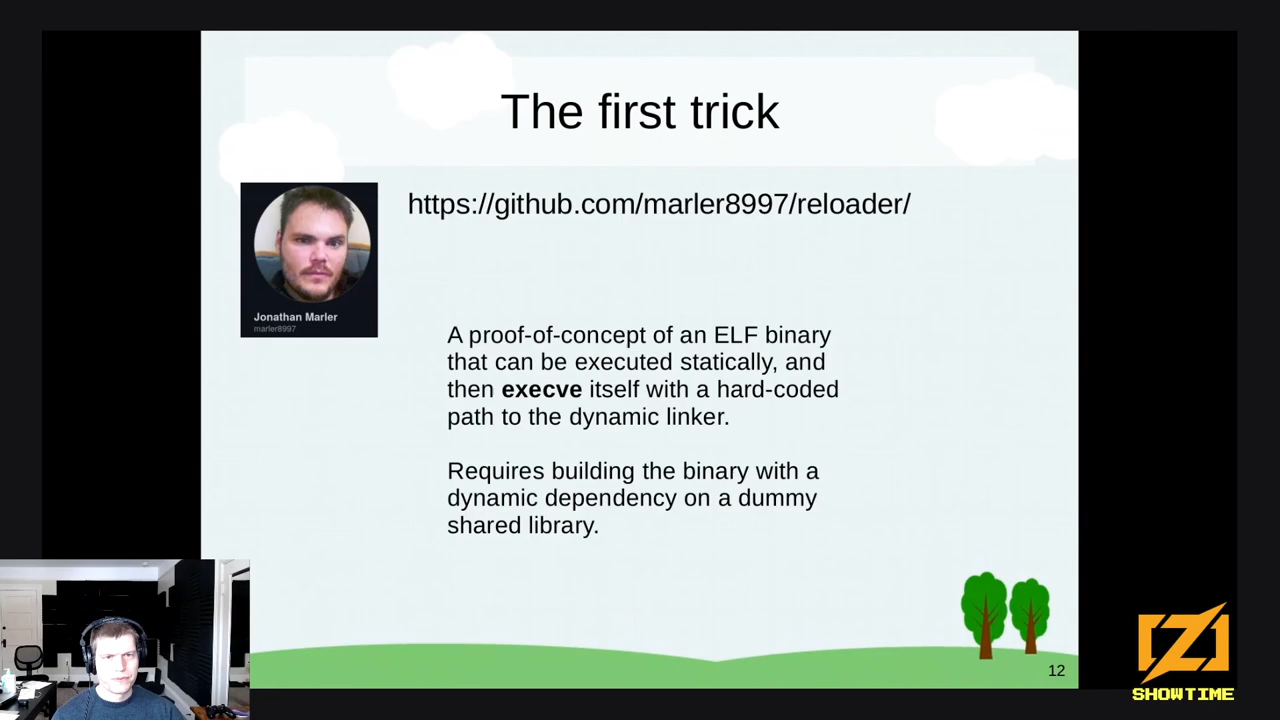 The first trick
https://github.com/marler8997/reloader/
Jonathan Marler
marler8997
A proof-of-concept of an ELF binary
that can be executed statically, and
then execve itself with a hard-coded
path to the dynamic linker.
Requires building the binary with a
dynamic dependency on a dummy
shared library.
12
Z
SHOWTIME